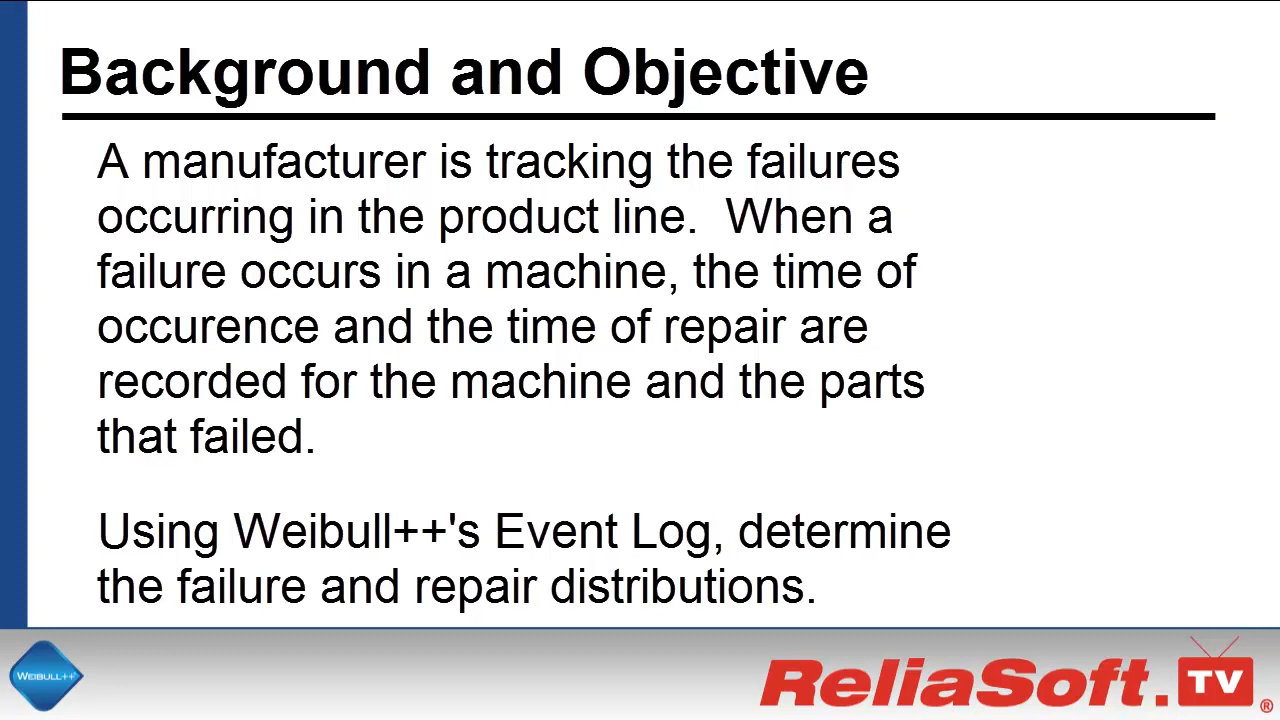 Background and Objective
A manufacturer is tracking the failures
occurring in the product line.  When a
failure occurs in a machine, the time of
occurence and the time of repair are
recorded for the machine and the parts
that failed.
Using Weibull++'s Event Log, determine
the failure and repair distributions.
WEIBULL++
RELIASOFT.TV®